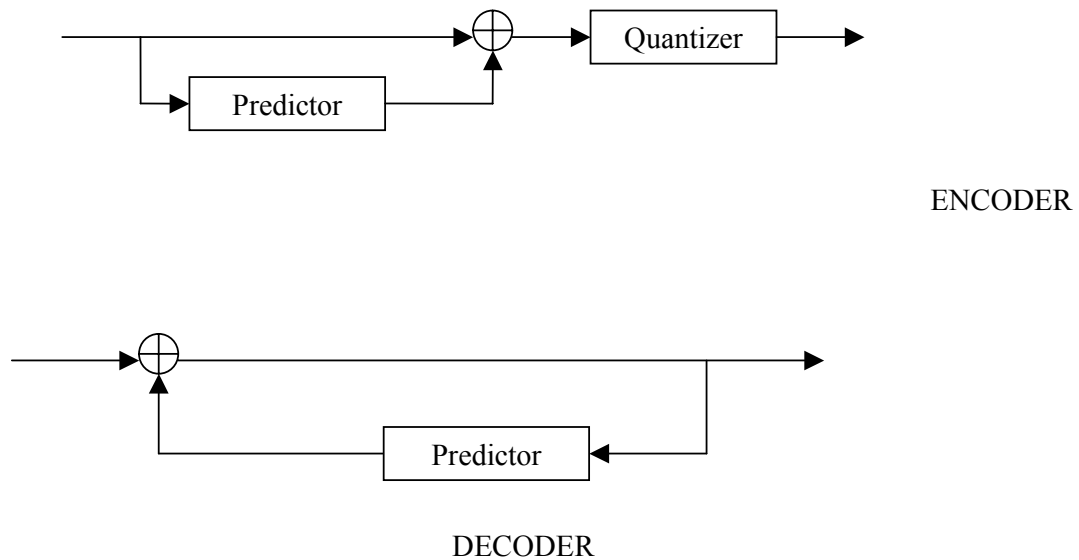 Quantizer
Predictor
ENCODER
Predictor
DECODER